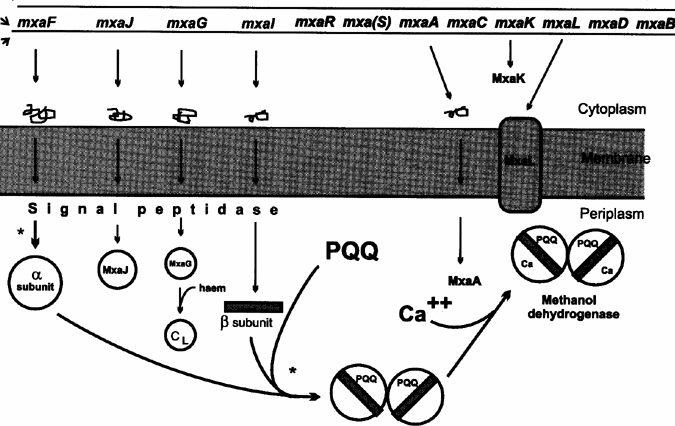 mxaF mxaJ mxaG mxaI mxaR mxa(S) mxaA mxaC mxaK mxaL mxaD mxaB
MxaK
Cytoplasm
MxaL Membrane
Signal peptidase
Periplasm
*
α
subunit
MxaJ
MxaG
haem
CL
β subunit
PQQ
MxaA
Ca++
PQQ
Ca
PQQ
Ca
Methanol
dehydrogenase
*
PQQ
PQQ